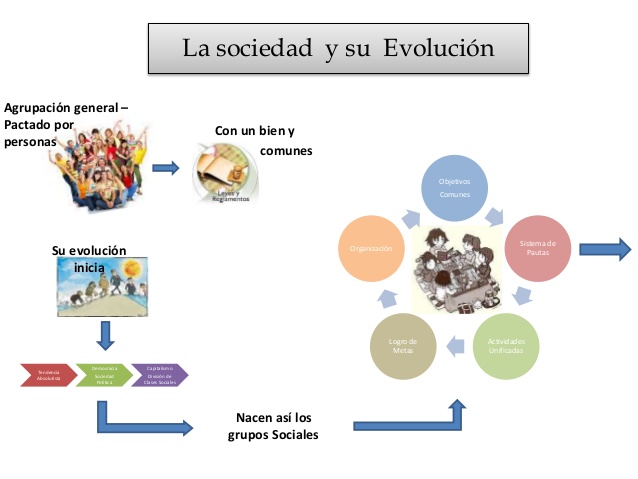 La sociedad y su Evolución
Agrupación general –
Pactado por
personas
Con un bien y
comunes
Leyes y
Reglamentos
Su evolución
inicia
Tendencia
Absolutista
Democracia
Sociedad
Política
Capitalismo
División de
Clases Sociales
Nacen así los
grupos Sociales
Objetivos
Comunes
Sistema de
Pautas
Actividades
Unificadas
Logro de
Metas
Organización